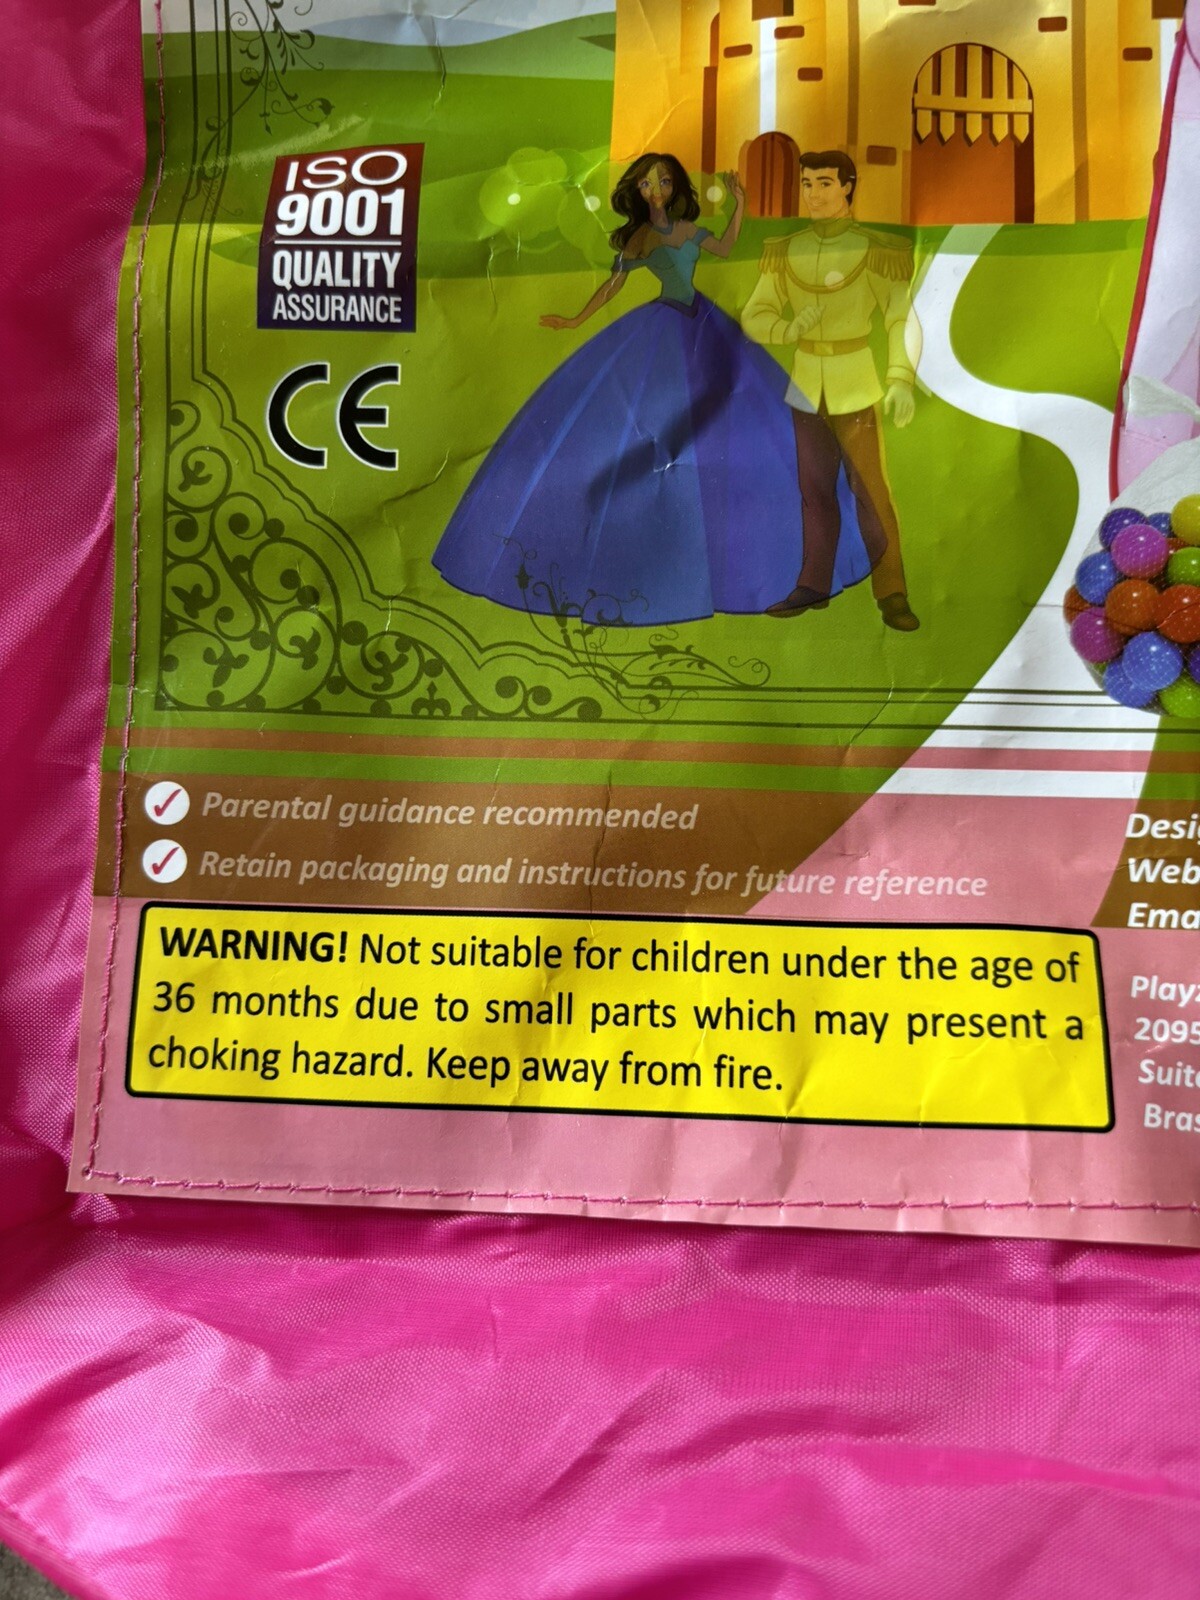 ISO
9001
QUALITY
ASSURANCE
CE
Parental guidance recommended
Retain packaging and instructions for future reference
WARNING! Not suitable for children under the age of
36 months due to small parts which may present a
choking hazard. Keep away from fire.
Web
2095